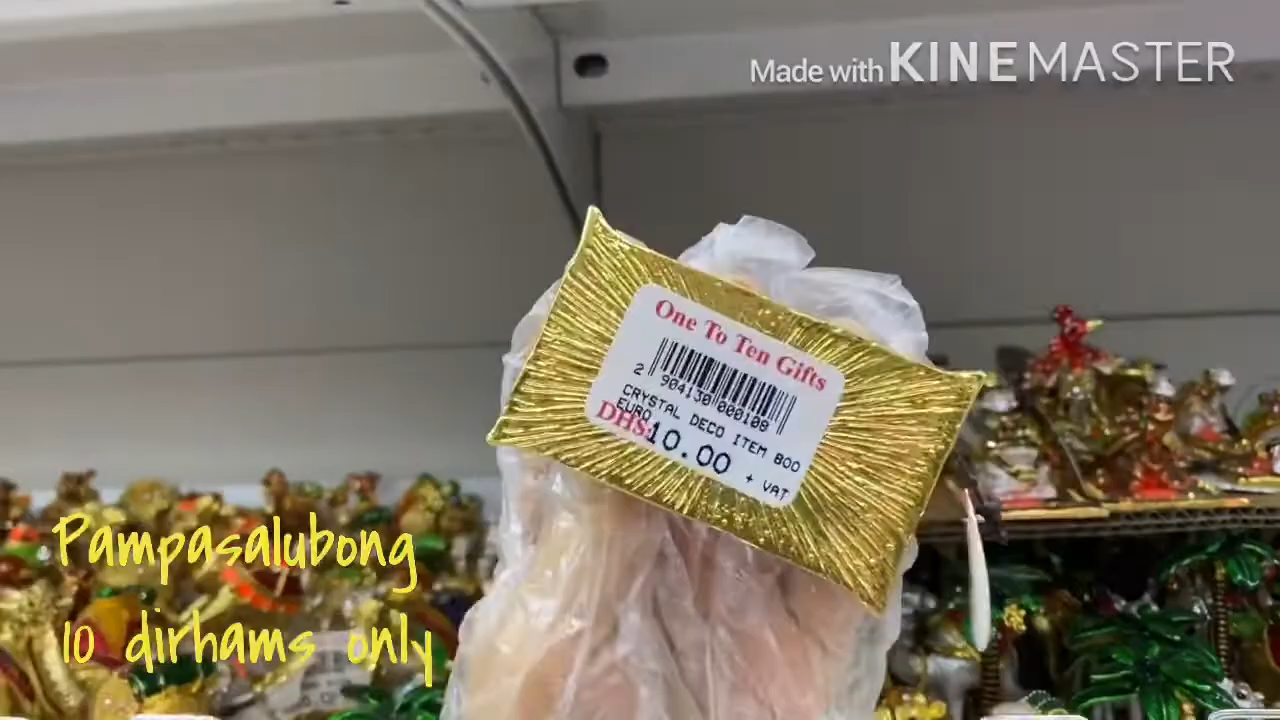 Made with KINEMASTER
One To Ten Gifts
2 904130 000108
CRYSTAL DECO ITEM BOO
EURO
DHS: 10.00
+ VAT
Pampasalubong
10 dirhams only